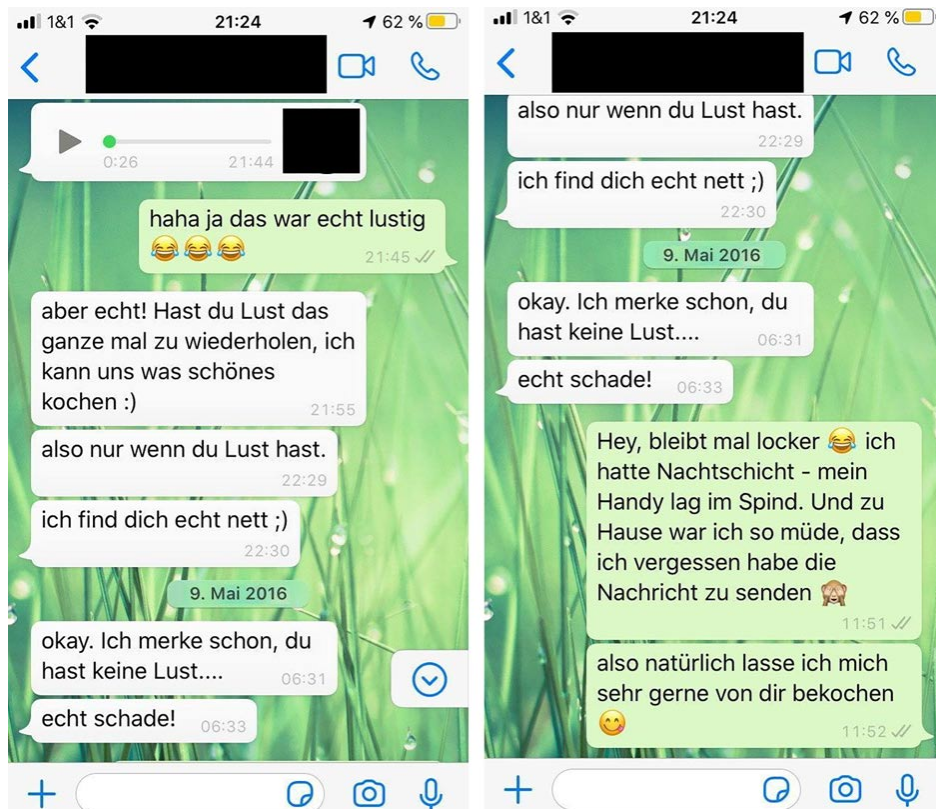 1&1 21:24 62 %
0:26 21:44
haha ja das war echt lustig
😂😂😂 21:45
aber echt! Hast du Lust das
ganze mal zu wiederholen, ich
kann uns was schönes
kochen :) 21:55
also nur wenn du Lust hast.
22:29
ich find dich echt nett ;)
22:30
9. Mai 2016
okay. Ich merke schon, du
hast keine Lust.... 06:31
echt schade! 06:33
1&1 21:24 62 %
also nur wenn du Lust hast.
22:29
ich find dich echt nett ;)
22:30
9. Mai 2016
okay. Ich merke schon, du
hast keine Lust.... 06:31
echt schade! 06:33
Hey, bleibt mal locker 😂 ich
hatte Nachtschicht - mein
Handy lag im Spind. Und zu
Hause war ich so müde, dass
ich vergessen habe die
Nachricht zu senden 🙈
11:51
also natürlich lasse ich mich
sehr gerne von dir bekochen
😋 11:52